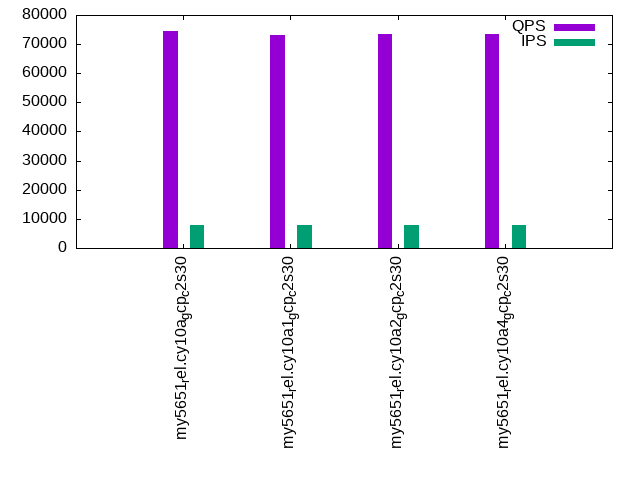 80000
70000
60000
50000
40000
30000
20000
10000
0
QPS
IPS
my5651rel.cy10agcpc2s30
my5651rel.cy10a1gcpc2s30
my5651rel.cy10a2gcpc2s30
my5651rel.cy10a4gcpc2s30